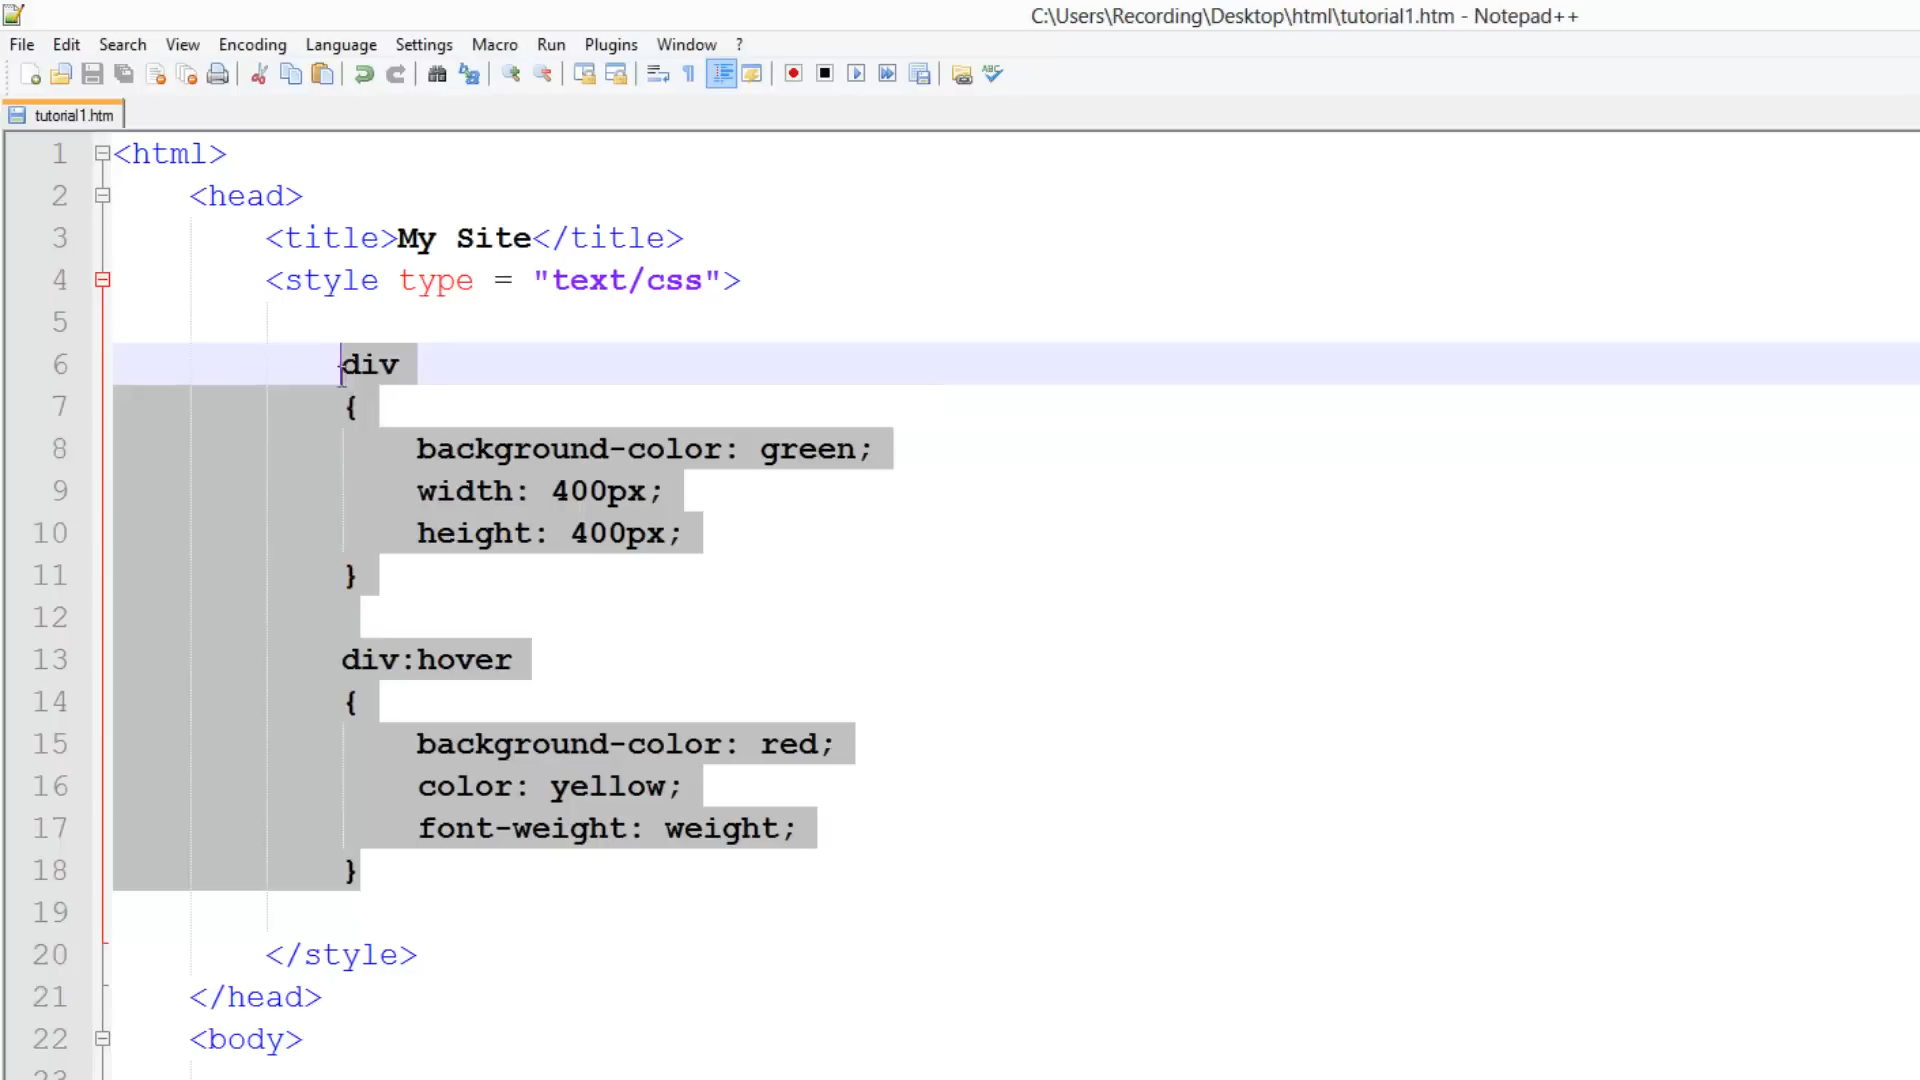 C:\Users\Recording\Desktop\html\tutorial1.htm - Notepad++
File Edit Search View Encoding Language Settings Macro Run Plugins Window ?
tutorial1.htm
1 <html>
2 <head>
3 <title>My Site</title>
4 <style type = "text/css">
5
6 div
7 {
8 background-color: green;
9 width: 400px;
10 height: 400px;
11 }
12
13 div:hover
14 {
15 background-color: red;
16 color: yellow;
17 font-weight: weight;
18 }
19
20 </style>
21 </head>
22 <body>
23